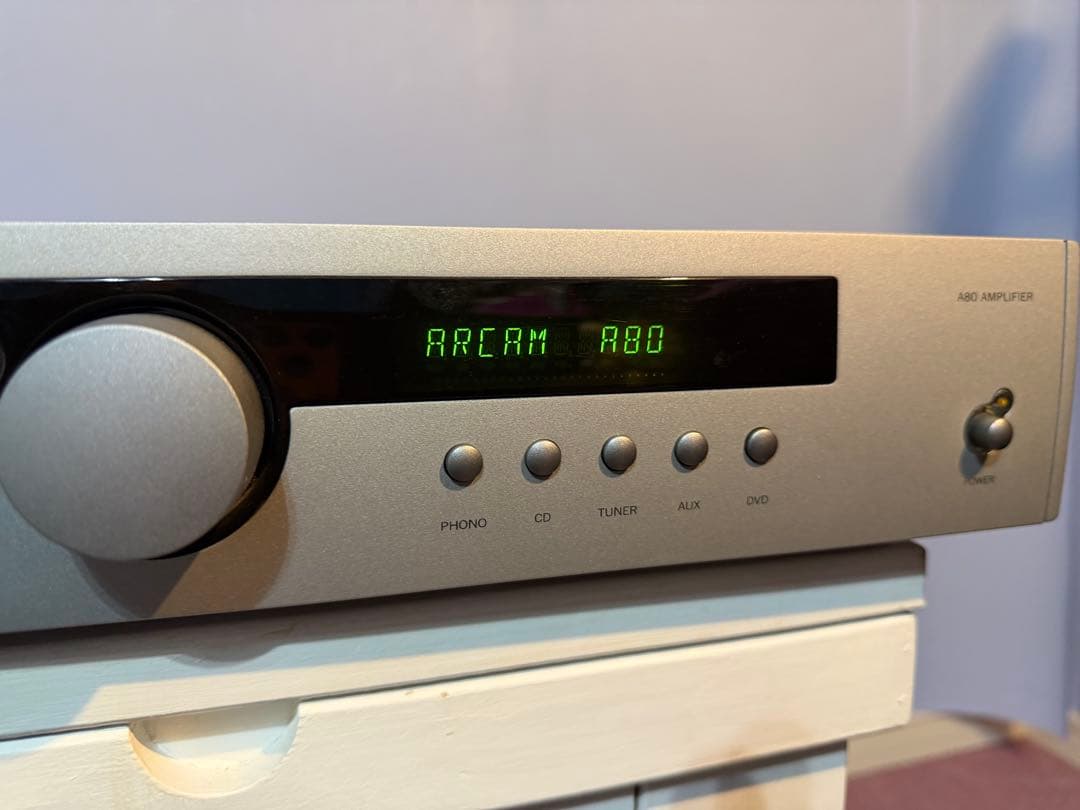 A80 AMPLIFIER
ARCAM A80
PHONO
CD
TUNER
AUX
DVD
POWER